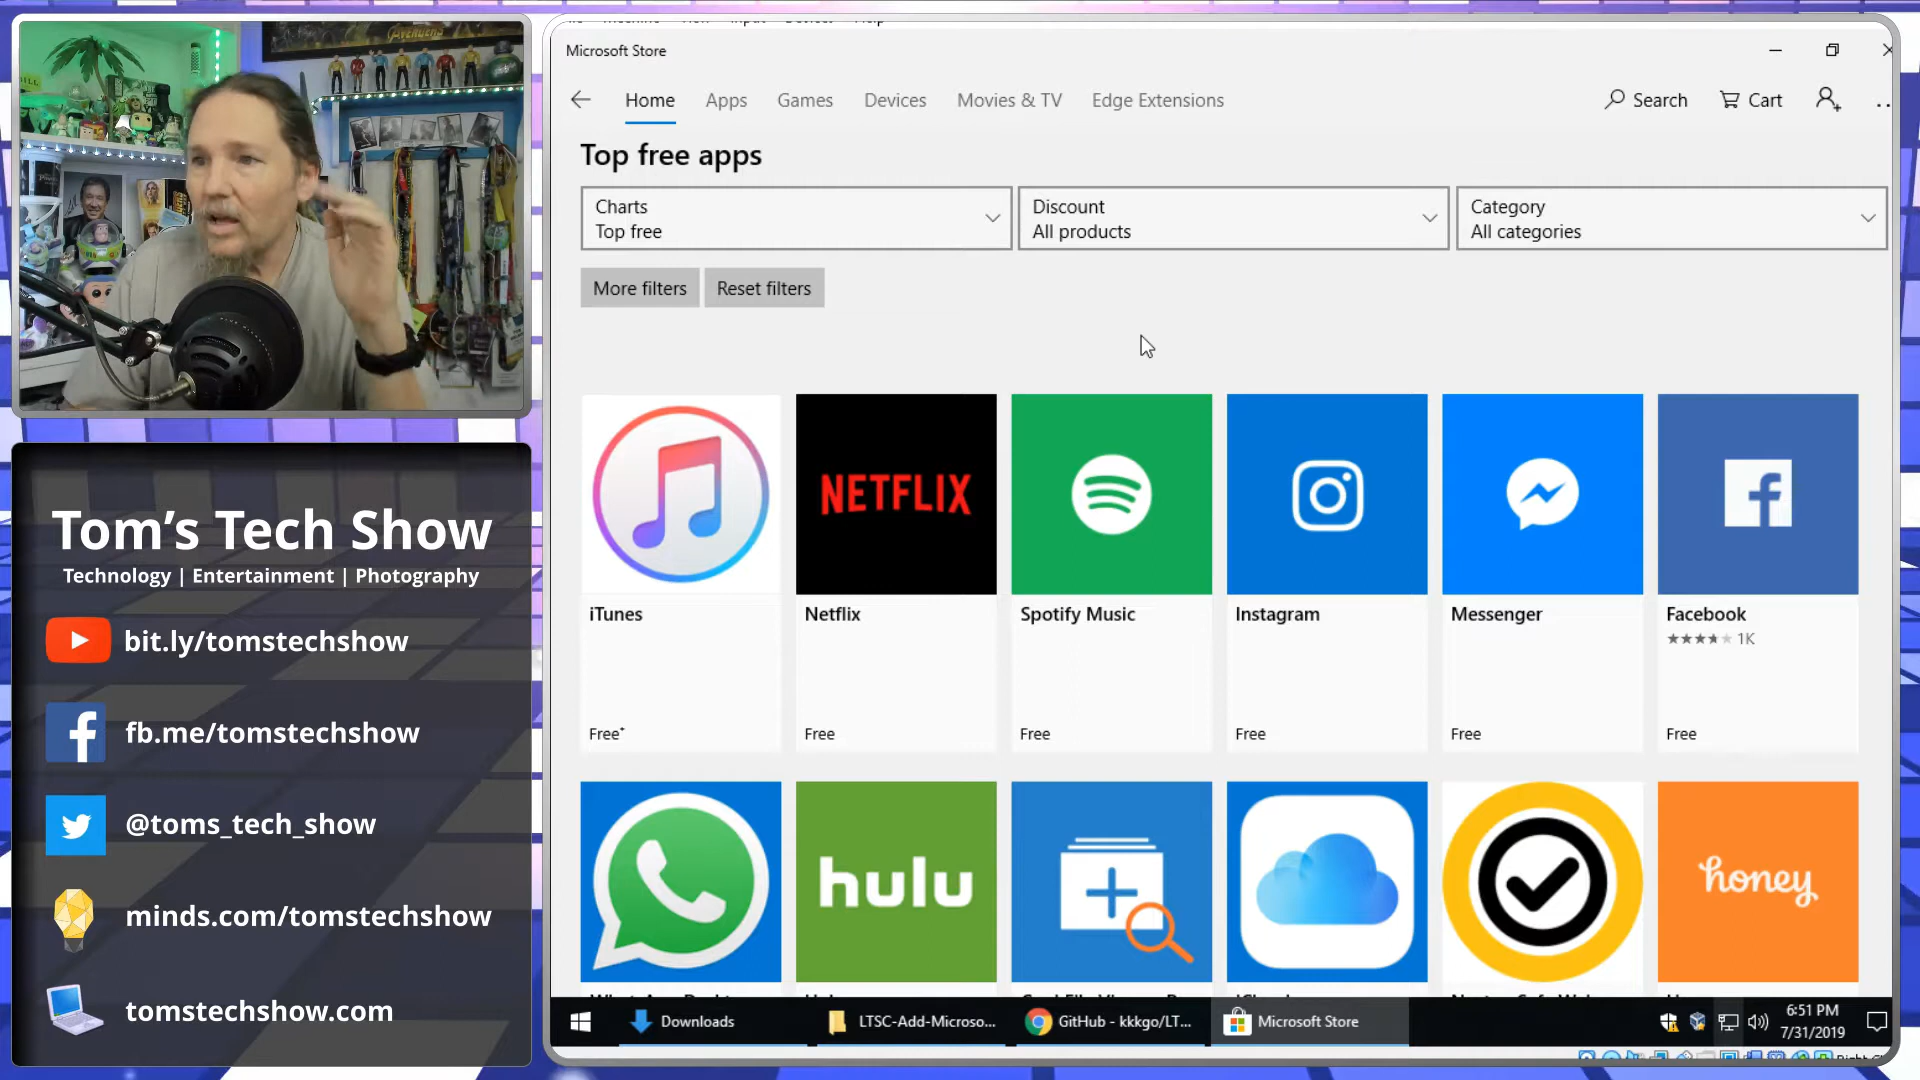 AVENGERS
Microsoft Store
Home
Apps
Games
Devices
Movies & TV
Edge Extensions
Search
Cart
Top free apps
Charts
Top free
Discount
All products
Category
All categories
More filters
Reset filters
NETFLIX
iTunes
Netflix
Spotify Music
Instagram
Messenger
Facebook
1K
Free*
Free
Free
Free
Free
Free
hulu
honey
Tom's Tech Show
Technology | Entertainment | Photography
bit.ly/tomstechshow
fb.me/tomstechshow
@toms_tech_show
minds.com/tomstechshow
tomstechshow.com
Downloads
LTSC-Add-Microso...
GitHub - kkkgo/LT...
Microsoft Store
6:51 PM
7/31/2019